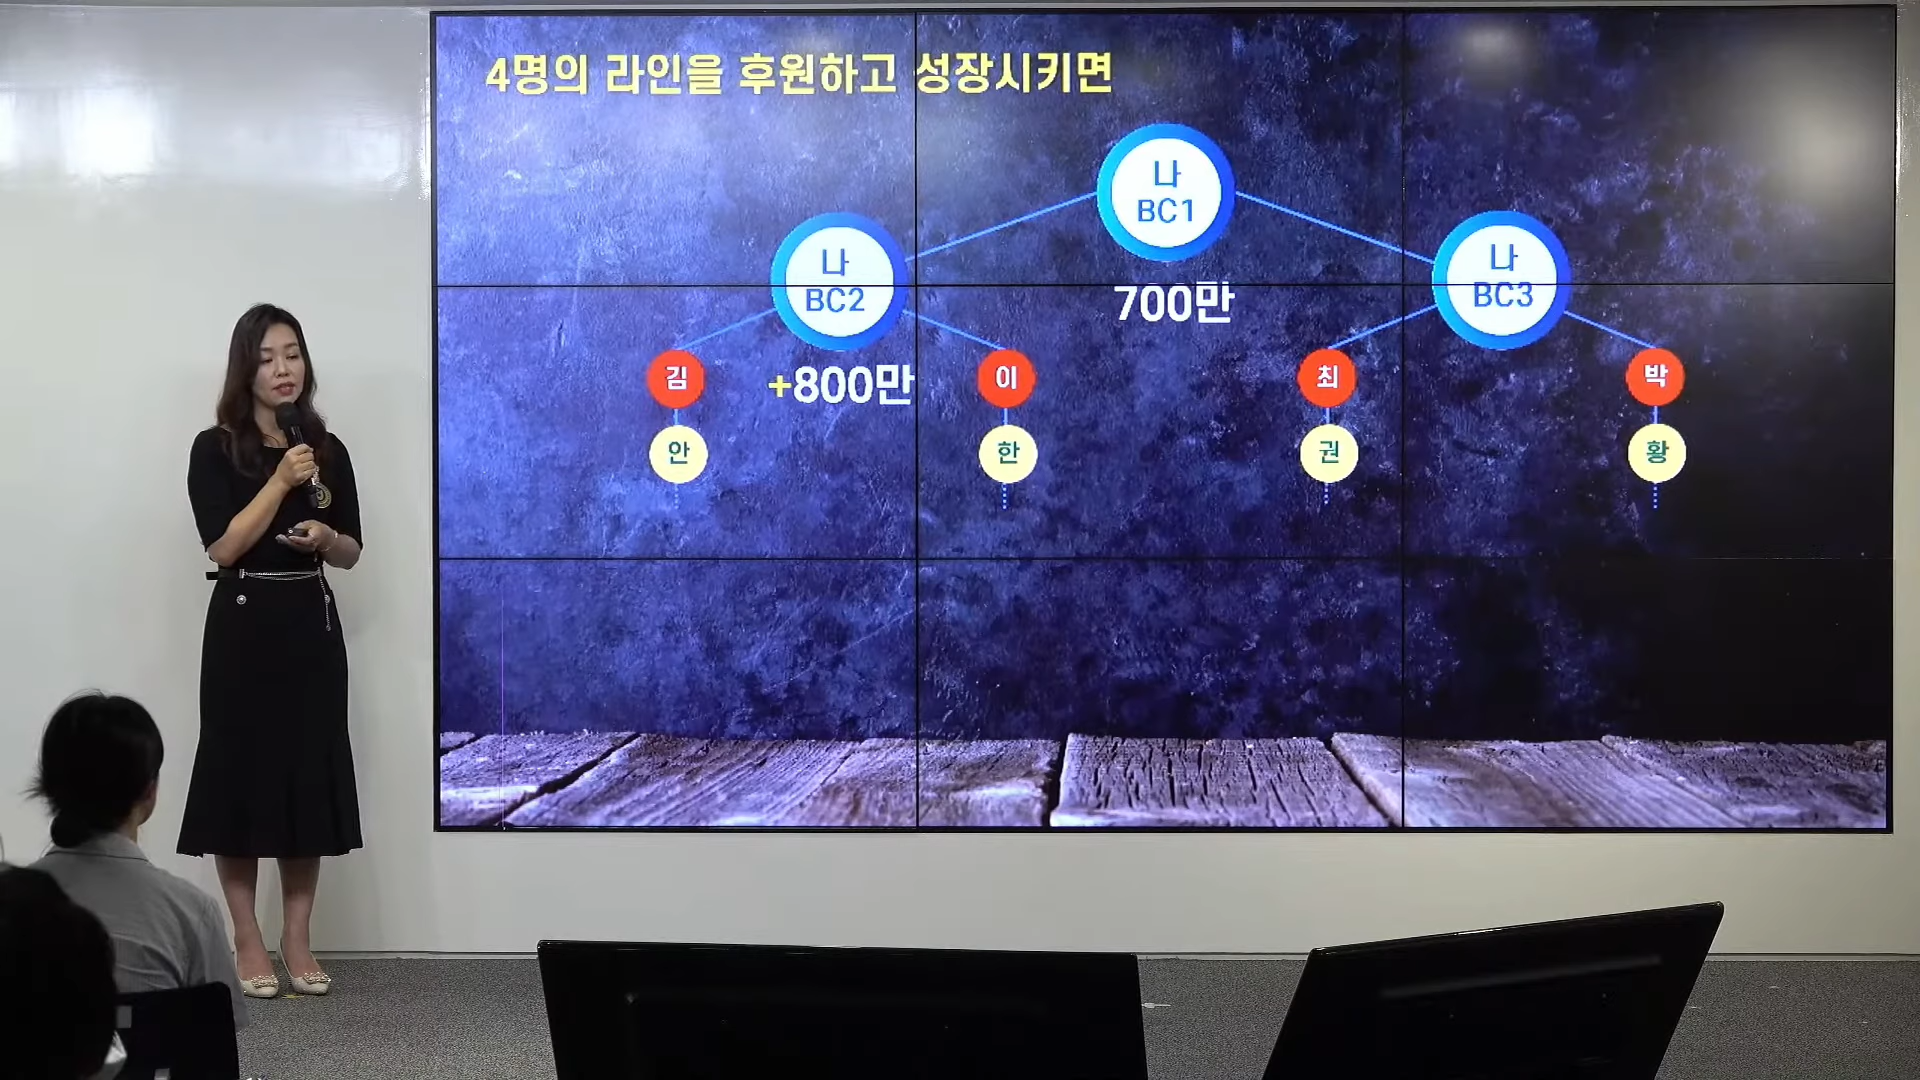 4명의 라인을 후원하고 성장시키면
나
BC1
나
BC2
나
BC3
700만
+800만
김
이
최
박
안
한
권
황